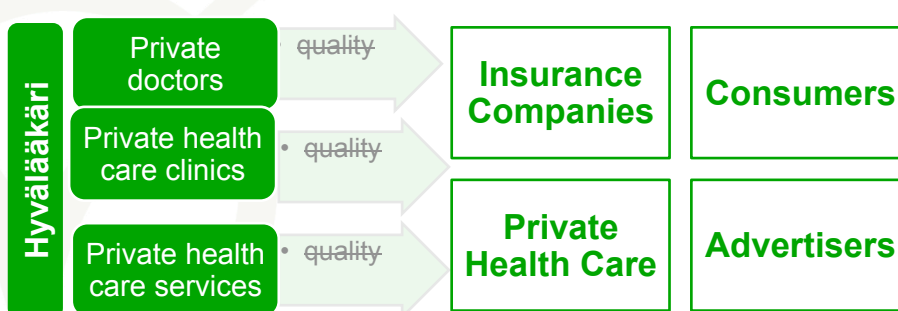 Hyvälääkäri
Private
doctors
• quality
Private health
care clinics
• quality
Private health
care services
• quality
Insurance
Companies
Consumers
Private
Health Care
Advertisers